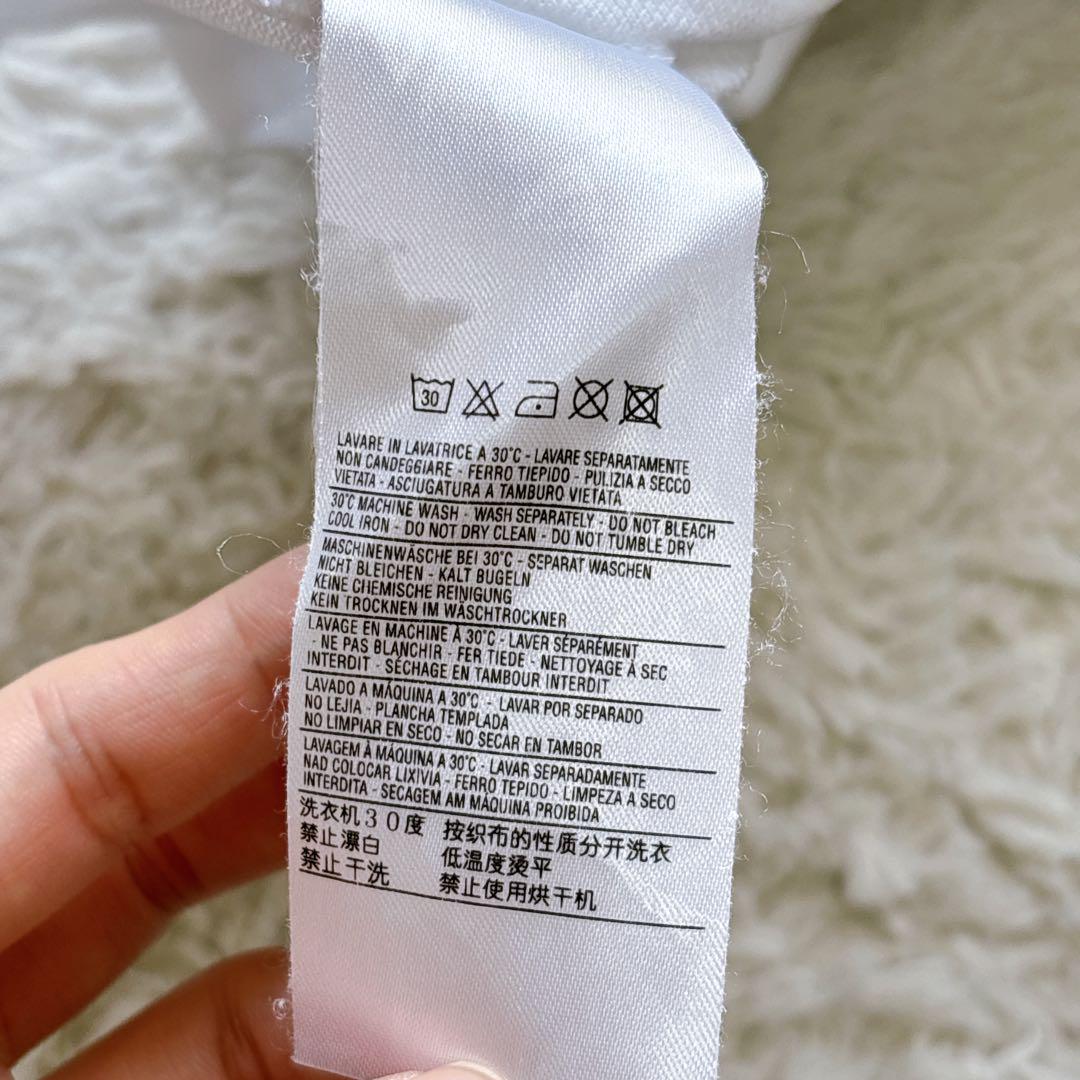 30
LAVARE IN LAVATRICE A 30°C - LAVARE SEPARATAMENTE
NON CANDEGGIARE - FERRO TIEPIDO - PULIZIA A SECCO
VIETATA - ASCIUGATURA A TAMBURO VIETATA
30°C MACHINE WASH - WASH SEPARATELY - DO NOT BLEACH
COOL IRON - DO NOT DRY CLEAN - DO NOT TUMBLE DRY
MASCHINENWÄSCHE BEI 30°C - SEPARAT WASCHEN
NICHT BLEICHEN - KALT BUGELN
KEINE CHEMISCHE REINIGUNG
KEIN TROCKNEN IM WÄSCHTROCKNER
LAVAGE EN MACHINE À 30°C - LAVER SÉPARÉMENT
- NE PAS BLANCHIR - FER TIEDE - NETTOYAGE À SEC
INTERDIT - SÉCHAGE EN TAMBOUR INTERDIT
LAVADO A MÁQUINA A 30°C - LAVAR POR SEPARADO
NO LEJIA - PLANCHA TEMPLADA
NO LIMPIAR EN SECO - NO SECAR EN TAMBOR
LAVAGEM À MÁQUINA A 30°C - LAVAR SEPARADAMENTE
NAD COLOCAR LIXIVIA - FERRO TEPIDO - LIMPEZA A SECO
INTERDITA - SECAGEM AM MÁQUINA PROIBIDA
洗衣机30度 按织布的性质分开洗衣
禁止漂白 低温度烫平
禁止干洗 禁止使用烘干机